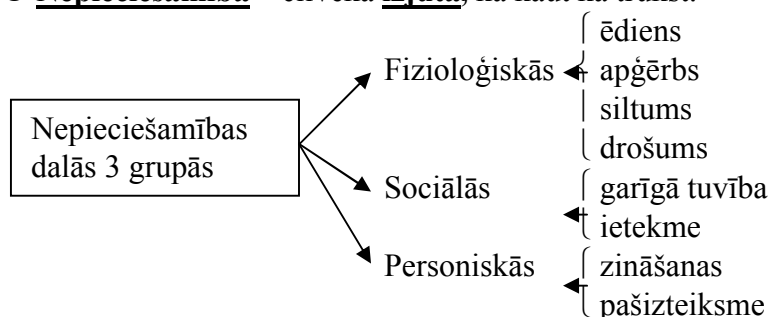 Nepieciešamības
dalās 3 grupās
Fizioloģiskās
ēdiens
apģērbs
siltums
drošums
Sociālās
garīgā tuvība
ietekme
Personiskās
zināšanas
pašizteiksme